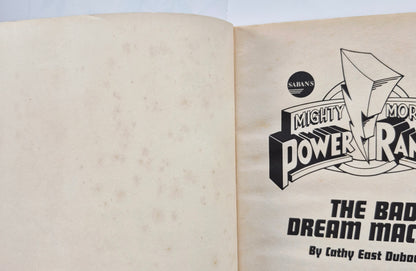 SABAN'S
MIGHTY MOR
POWER RAN
THE BAD
DREAM MAC
By Cathy East Dubo